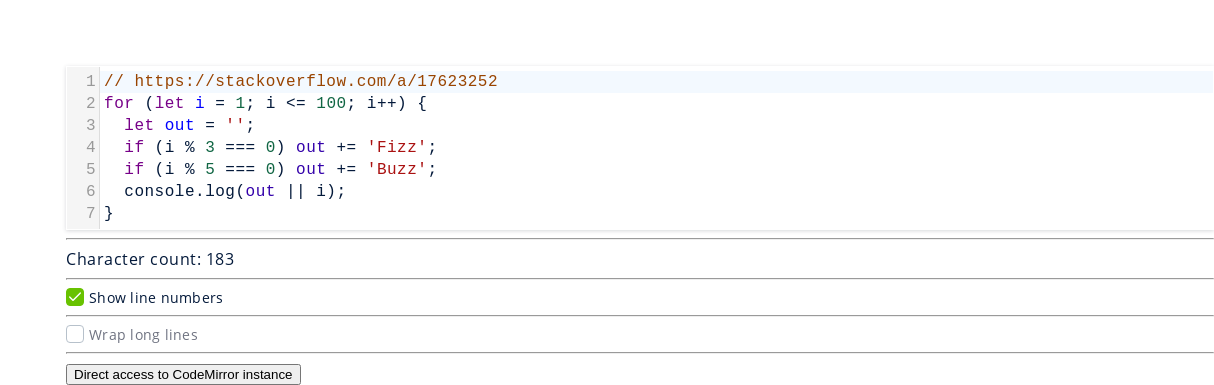 1 // https://stackoverflow.com/a/17623252
2 for (let i = 1; i <= 100; i++) {
3   let out = '';
4   if (i % 3 === 0) out += 'Fizz';
5   if (i % 5 === 0) out += 'Buzz';
6   console.log(out || i);
7 }
Character count: 183
Show line numbers
Wrap long lines
Direct access to CodeMirror instance